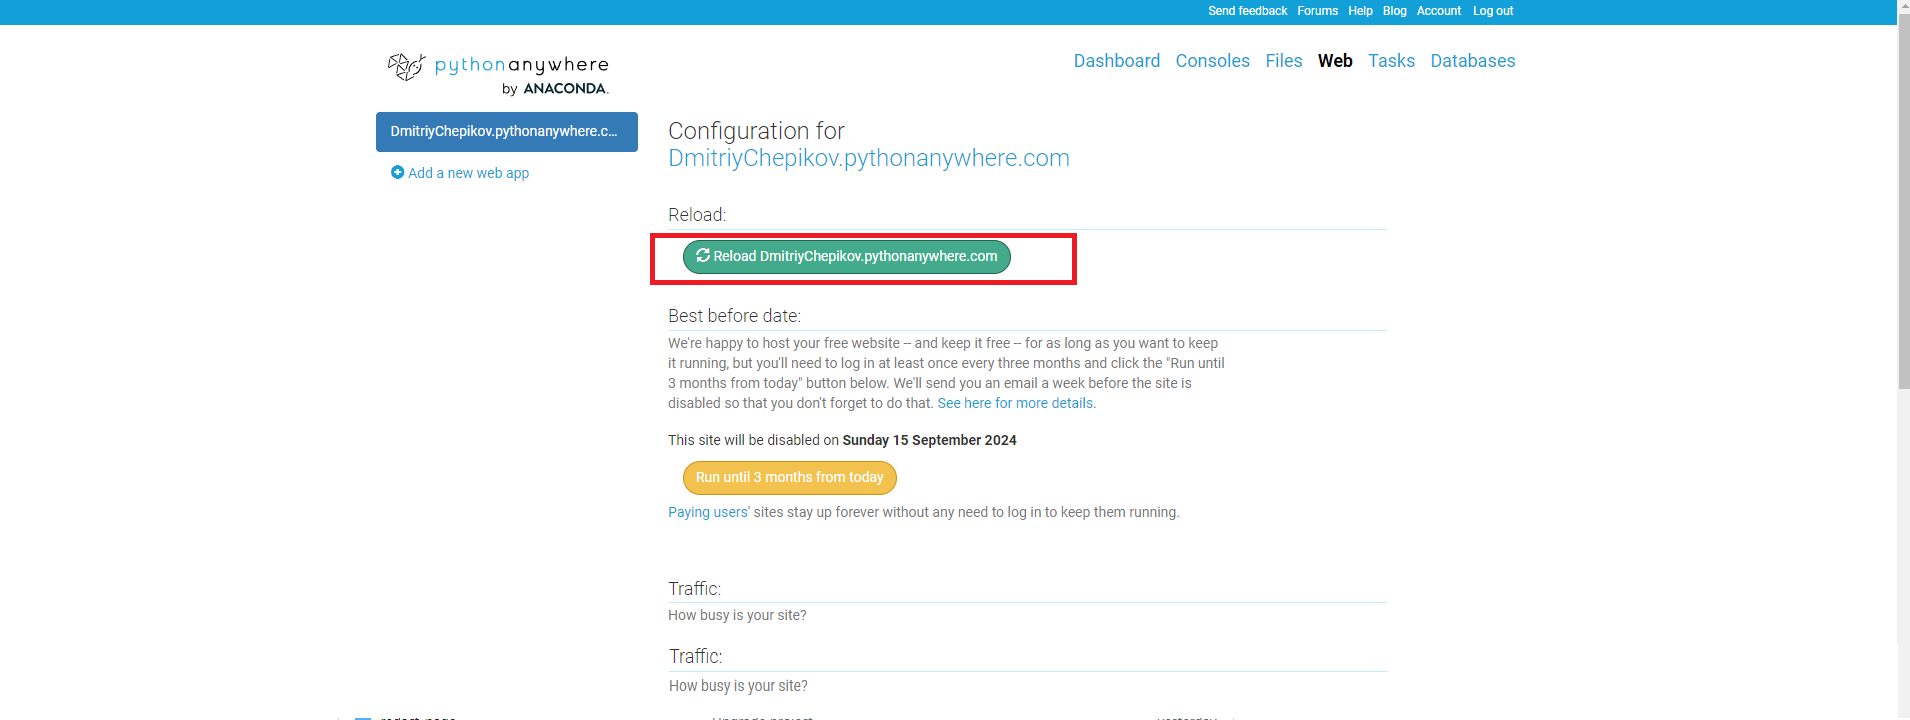 Send feedback Forums Help Blog Account Log out
pythonanywhere
by ANACONDA.
Dashboard Consoles Files Web Tasks Databases
DmitriyChepikov.pythonanywhere.c...
Add a new web app
Configuration for
DmitriyChepikov.pythonanywhere.com
Reload:
Reload DmitriyChepikov.pythonanywhere.com
Best before date:
We're happy to host your free website -- and keep it free -- for as long as you want to keep
it running, but you'll need to log in at least once every three months and click the "Run until
3 months from today" button below. We'll send you an email a week before the site is
disabled so that you don't forget to do that. See here for more details.
This site will be disabled on Sunday 15 September 2024
Run until 3 months from today
Paying users' sites stay up forever without any need to log in to keep them running.
Traffic:
How busy is your site?
Traffic:
How busy is your site?